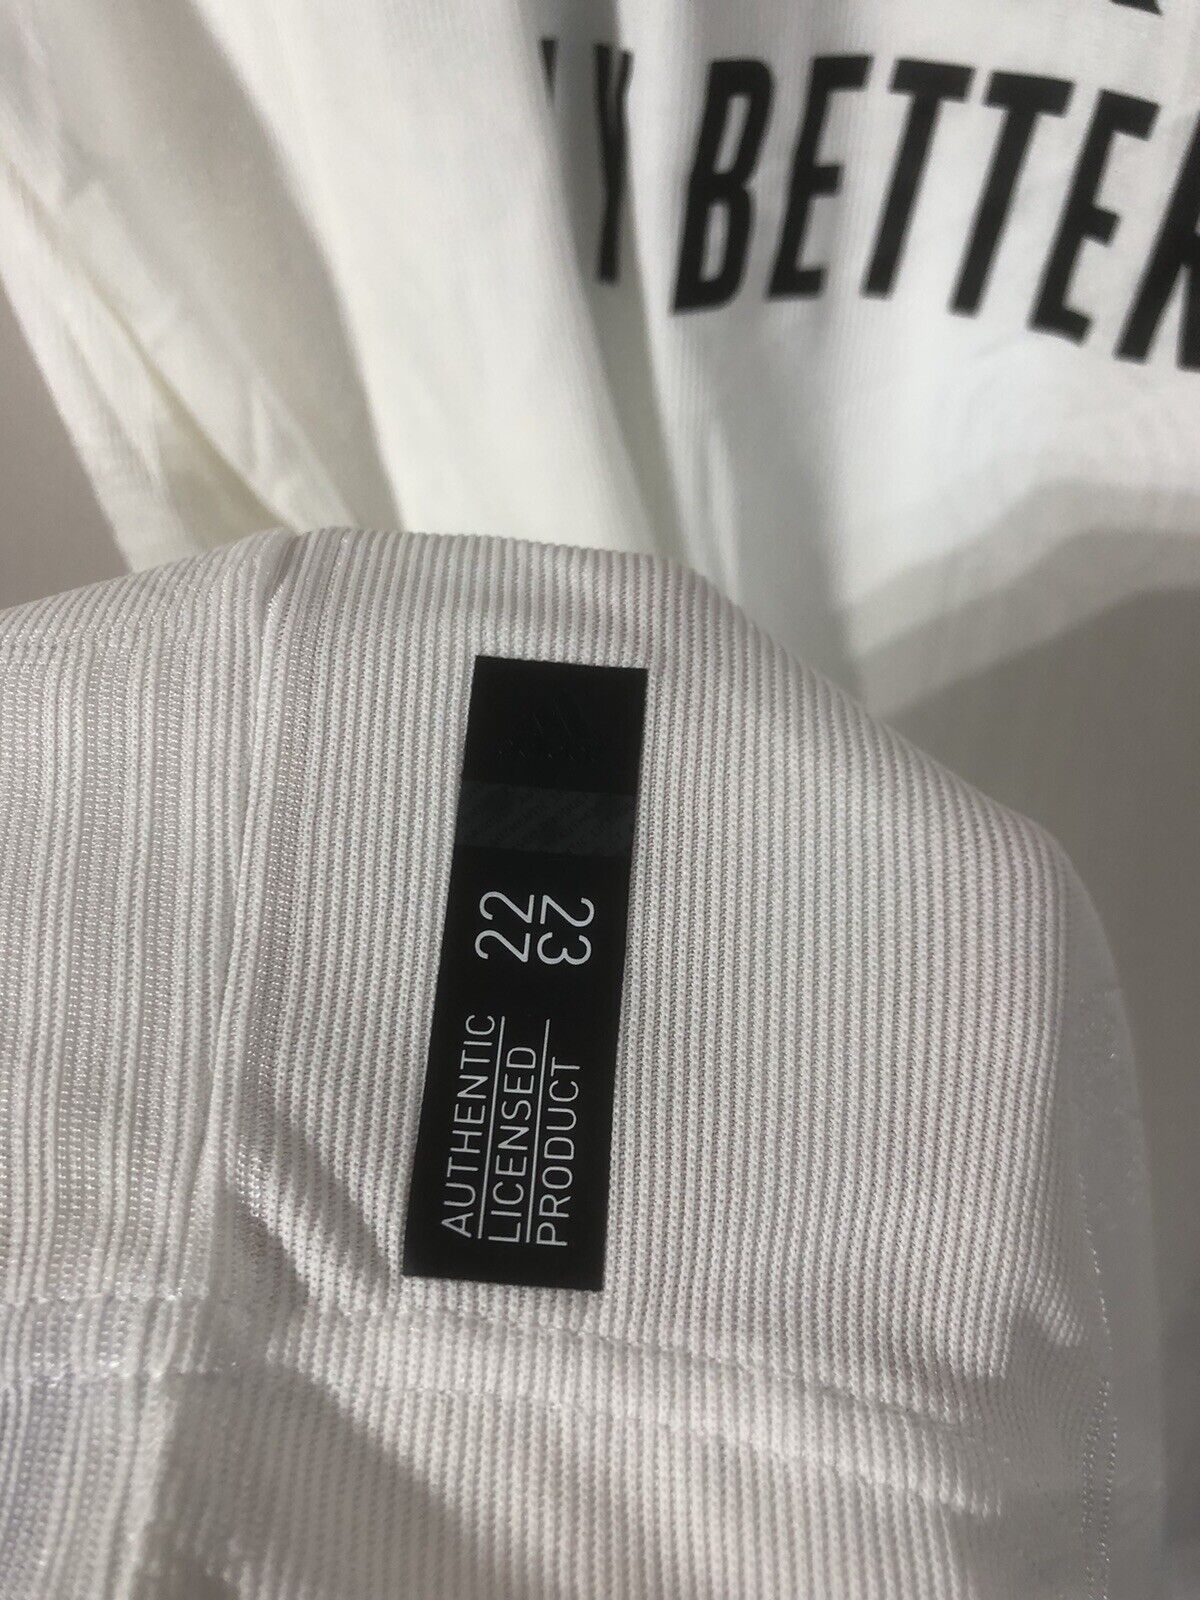 Y BETTER
22
23
AUTHENTIC
LICENSED
PRODUCT